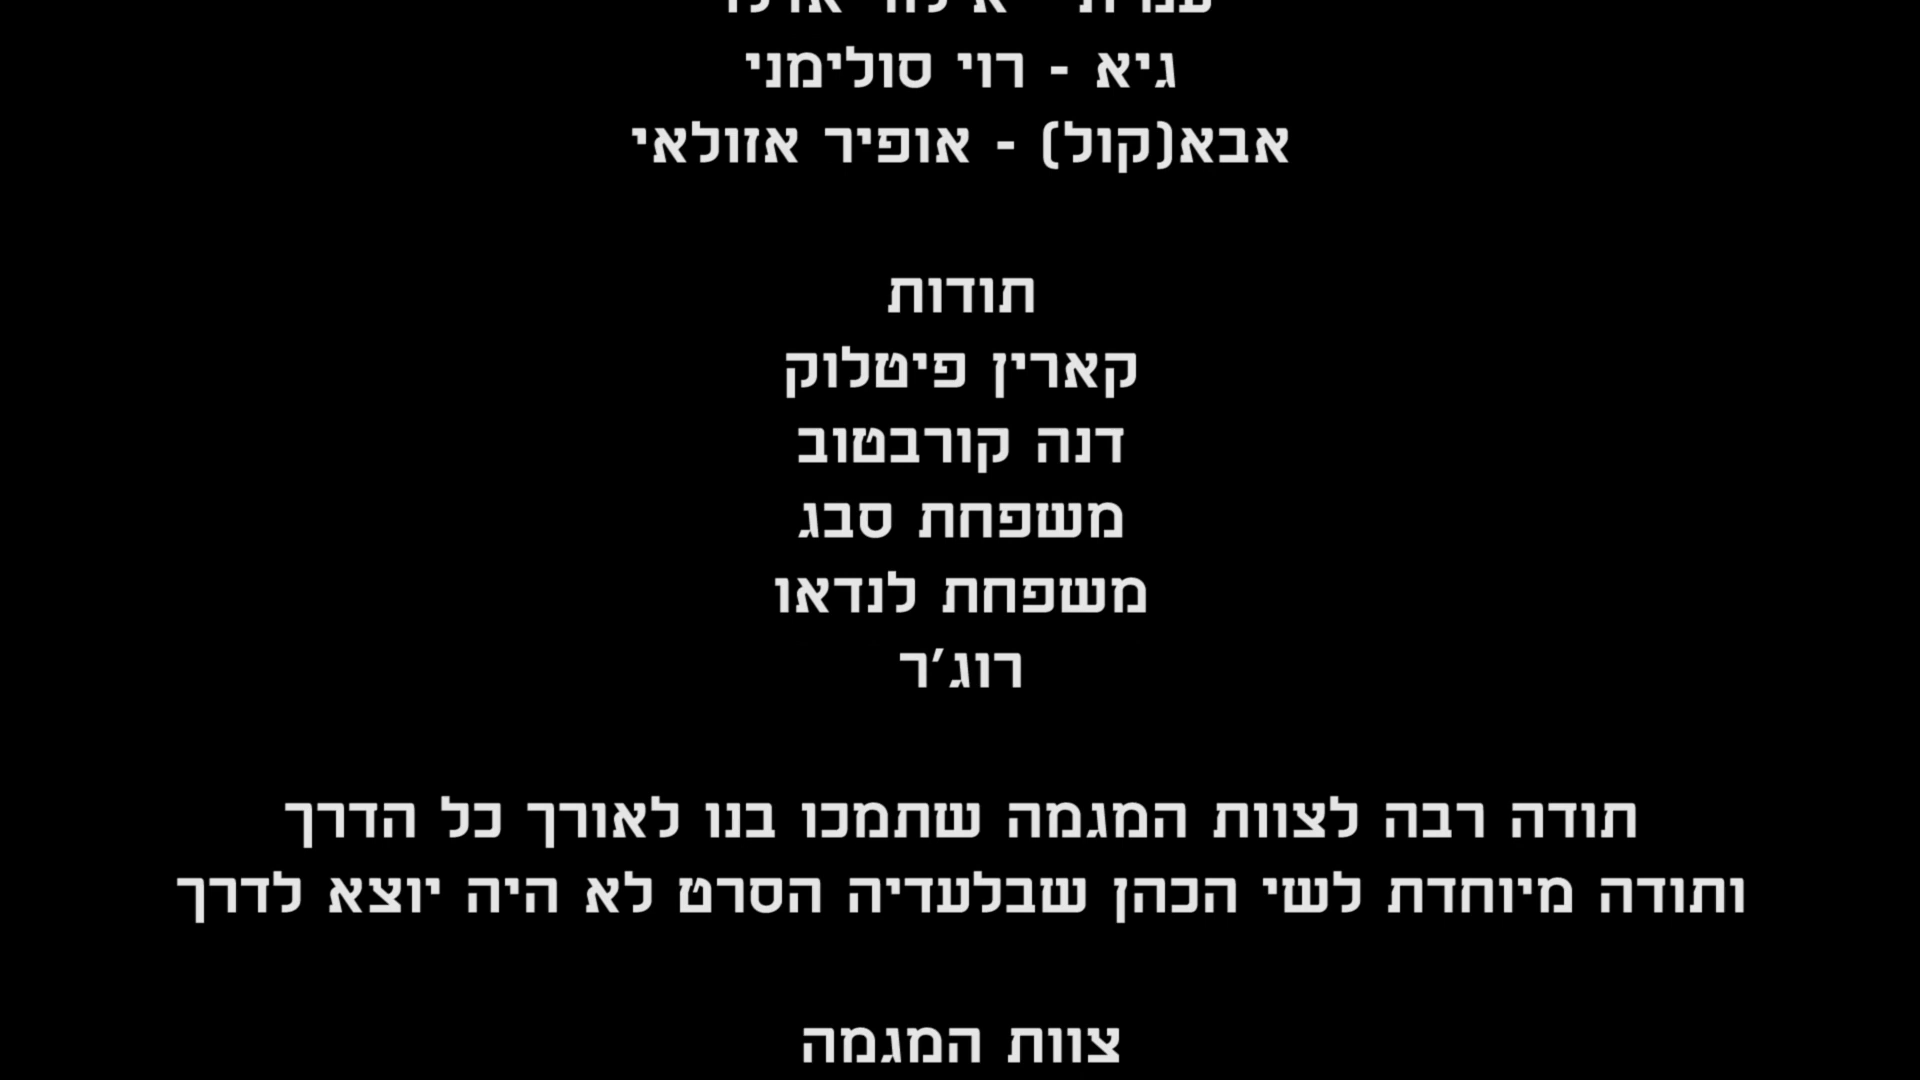 גיא - רוי סולימני
אבא(קול) - אופיר אזולאי
תודות
קארין פיטלוק
דנה קורבטוב
משפחת סבג
משפחת לנדאו
רוג׳ר
תודה רבה לצוות המגמה שתמכו בנו לאורך כל הדרך
ותודה מיוחדת לשי הכהן שבלעדיה הסרט לא היה יוצא לדרך
צוות המגמה